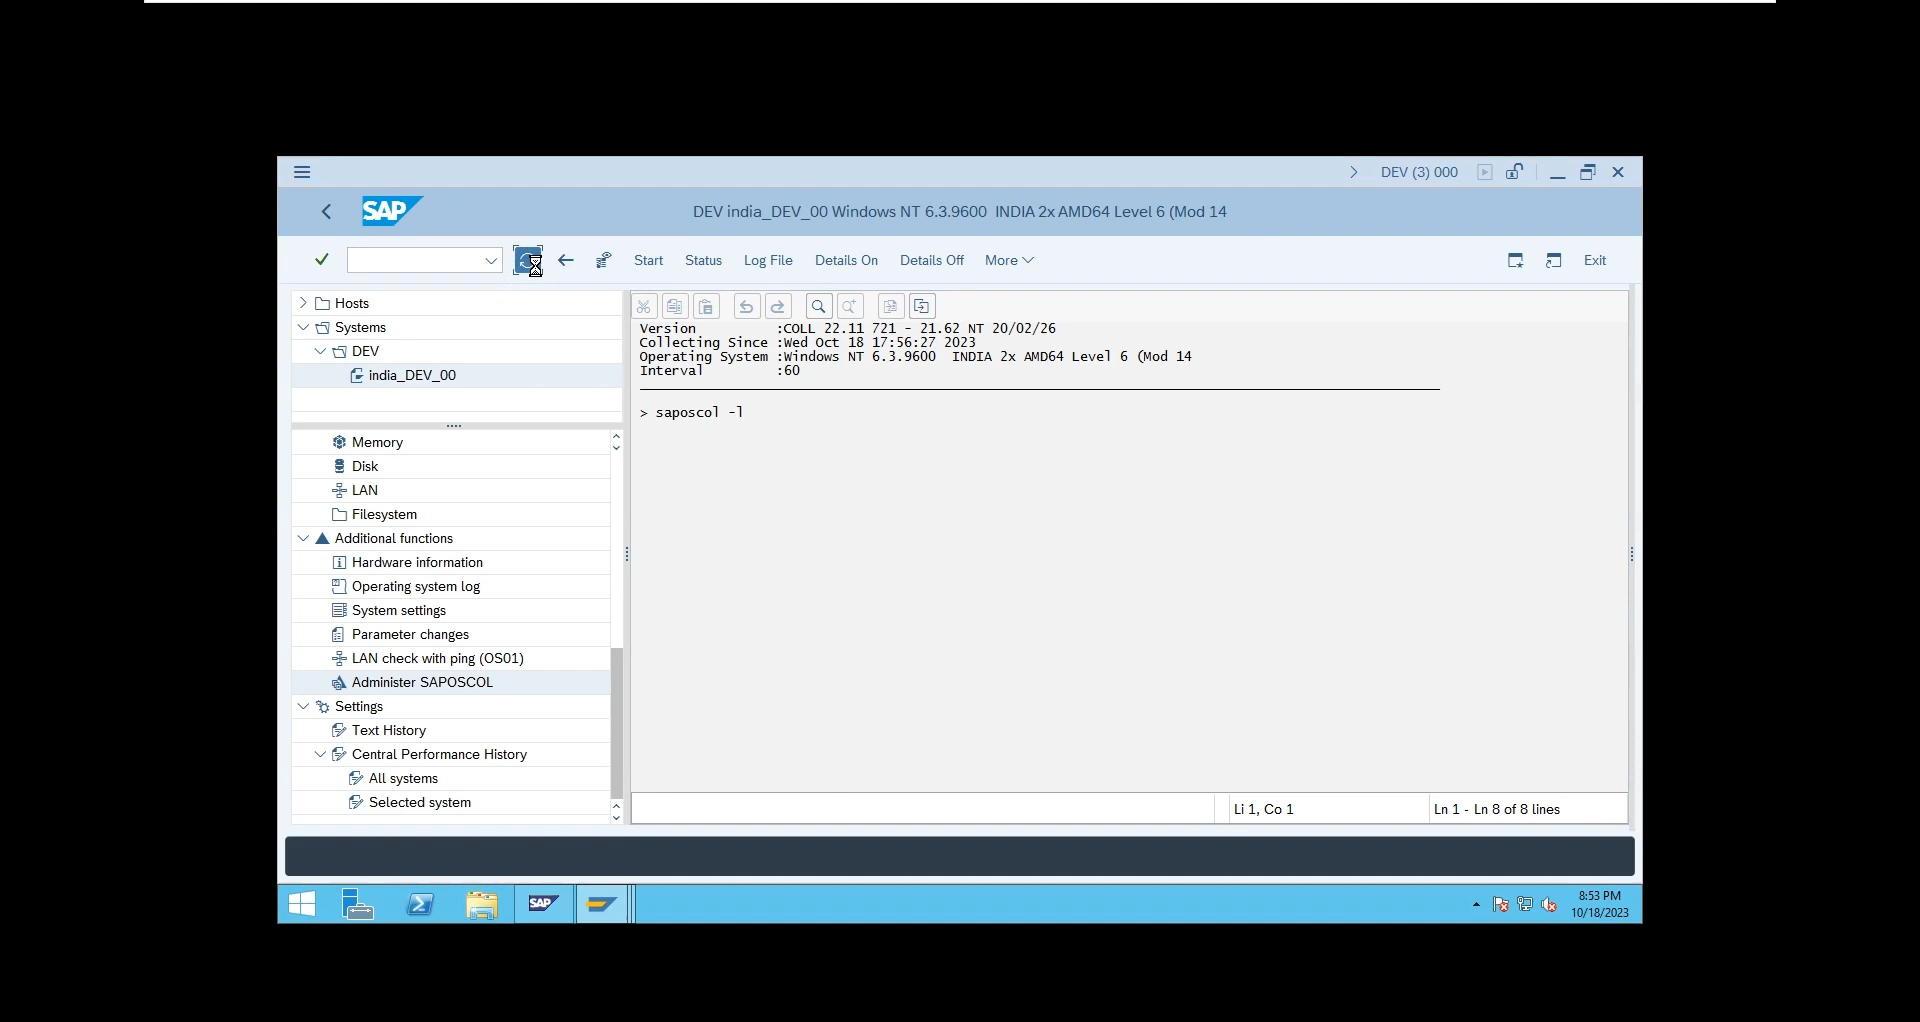 DEV (3) 000
SAP
DEV india_DEV_00 Windows NT 6.3.9600 INDIA 2x AMD64 Level 6 (Mod 14
Start Status Log File Details On Details Off More Exit
Hosts
Systems
DEV
india_DEV_00
Memory
Disk
LAN
Filesystem
Additional functions
Hardware information
Operating system log
System settings
Parameter changes
LAN check with ping (OS01)
Administer SAPOSCOL
Settings
Text History
Central Performance History
All systems
Selected system
Version :COLL 22.11 721 - 21.62 NT 20/02/26
Collecting Since :Wed Oct 18 17:56:27 2023
Operating System :Windows NT 6.3.9600 INDIA 2x AMD64 Level 6 (Mod 14
Interval :60
> saposcol -l
Li 1, Co 1 Ln 1 - Ln 8 of 8 lines
SAP
8:53 PM
10/18/2023